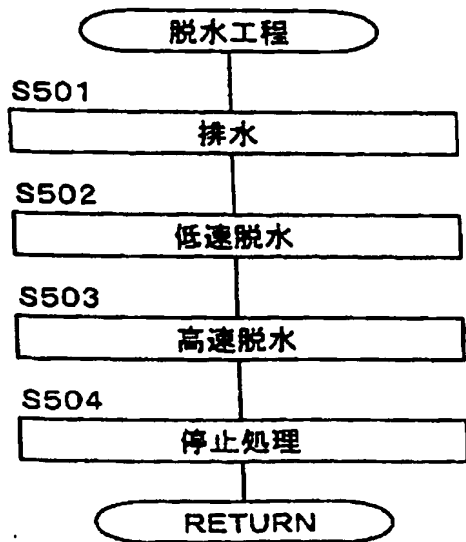 脱水工程
S501
排水
S502
低速脱水
S503
高速脱水
S504
停止処理
RETURN